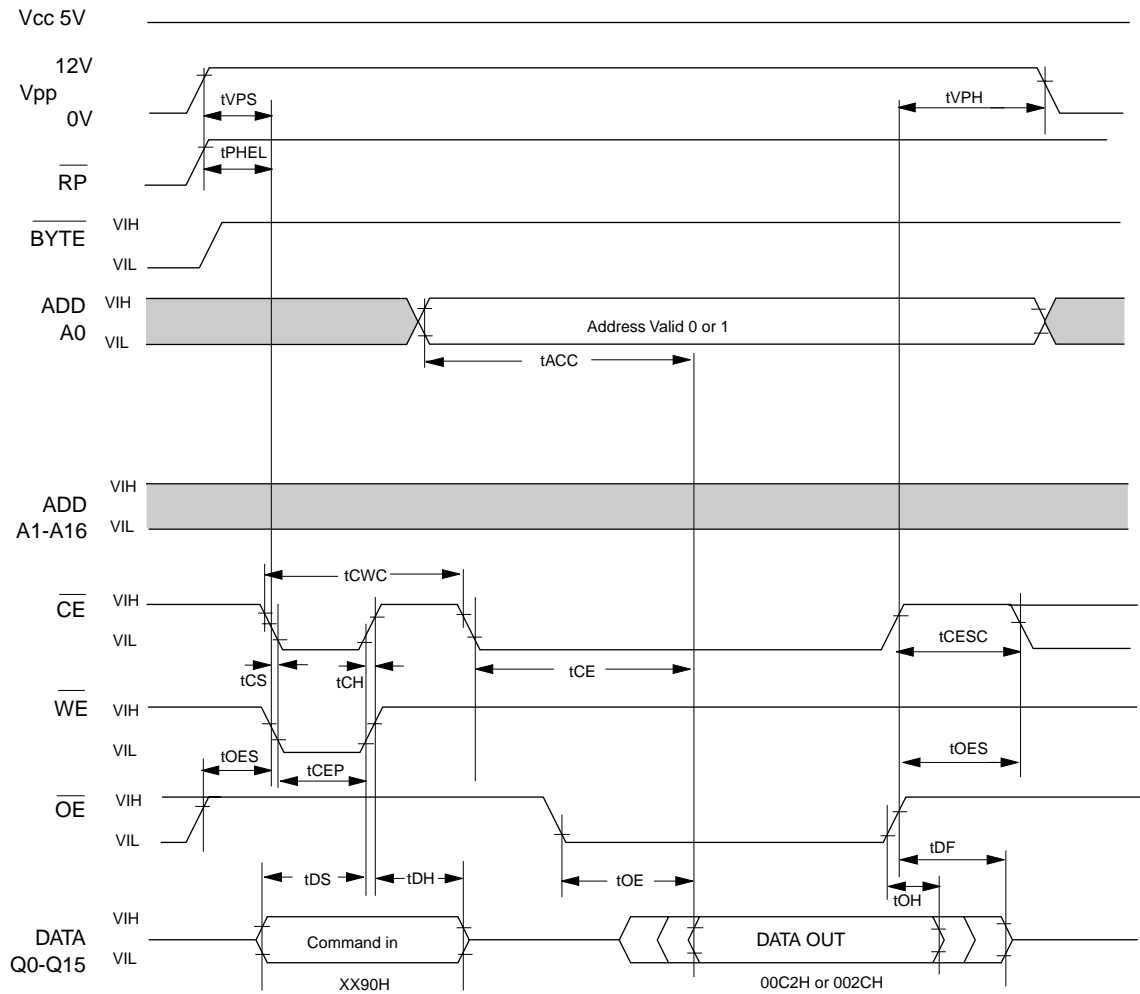 Vcc 5V
12V
Vpp
0V
tVPS
tVPH
tPHEL
RP
BYTE
VIH
VIL
ADD
A0
VIH
VIL
Address Valid 0 or 1
tACC
ADD
A1-A16
VIH
VIL
tCWC
CE
VIH
VIL
tCESC
tCS
tCH
tCE
WE
VIH
VIL
tOES
tCEP
tOES
OE
VIH
VIL
tDF
tDS
tDH
tOE
tOH
DATA
Q0-Q15
VIH
VIL
Command in
DATA OUT
XX90H
00C2H or 002CH